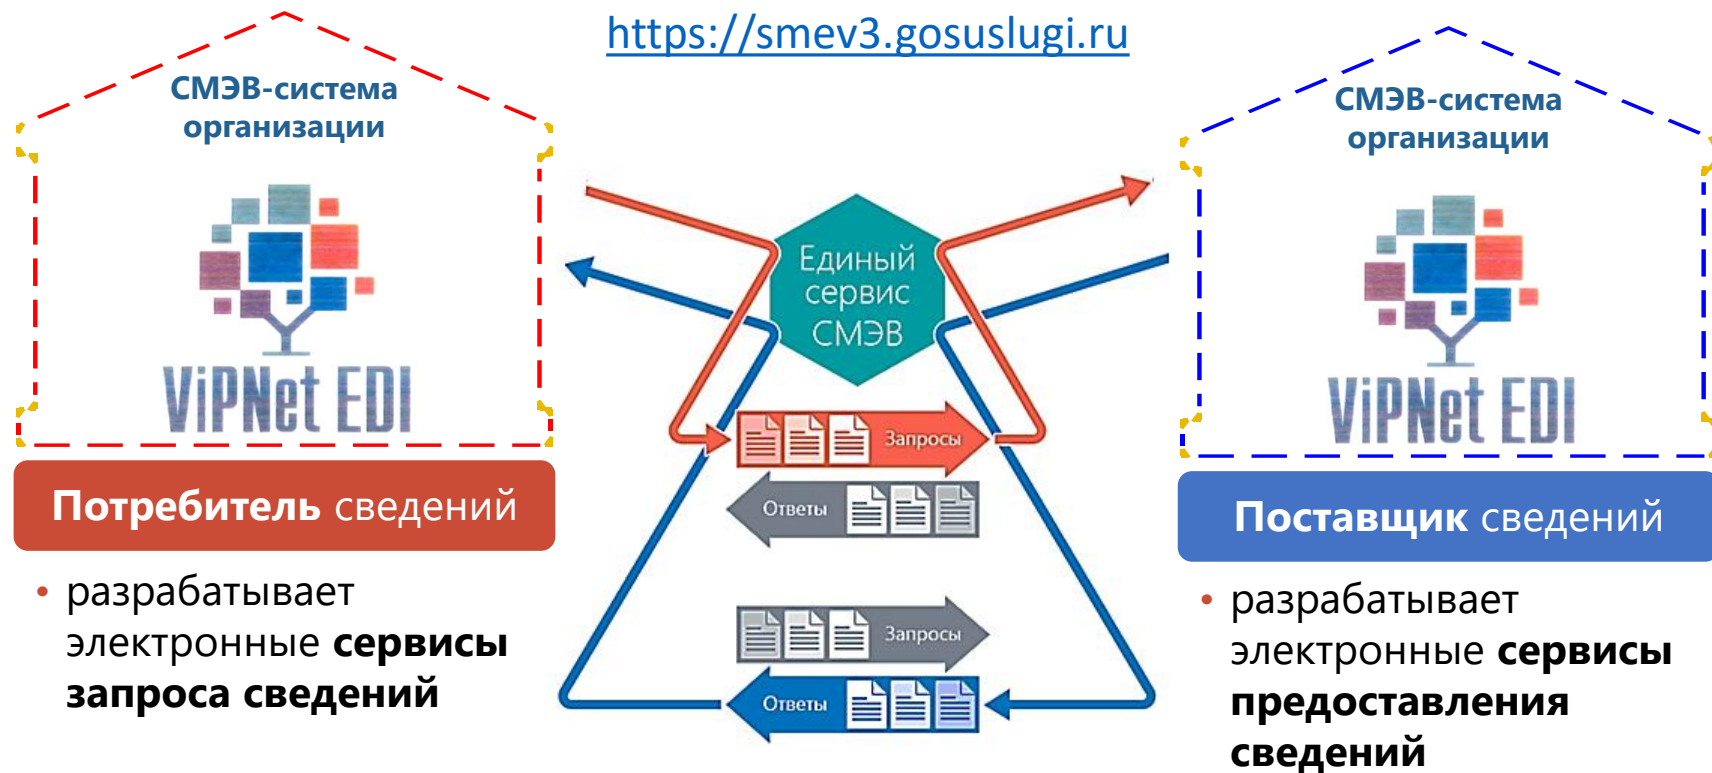 https://smev3.gosuslugi.ru
СМЭВ-система
организации
ViPNet EDI
Потребитель сведений
• разрабатывает
электронные сервисы
запроса сведений
Единый
сервис
СМЭВ
Запросы
Ответы
Запросы
Ответы
СМЭВ-система
организации
ViPNet EDI
Поставщик сведений
• разрабатывает
электронные сервисы
предоставления
сведений